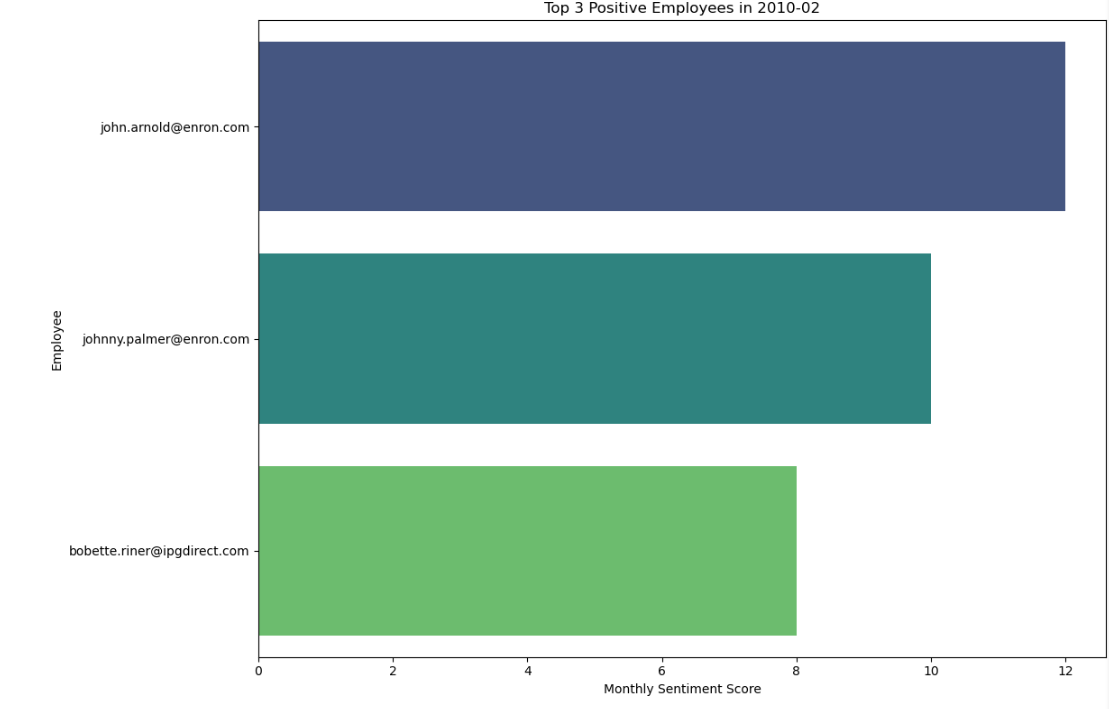 Top 3 Positive Employees in 2010-02
john.arnold@enron.com
johnny.palmer@enron.com
bobette.riner@ipgdirect.com
Employee
0 2 4 6 8 10 12
Monthly Sentiment Score